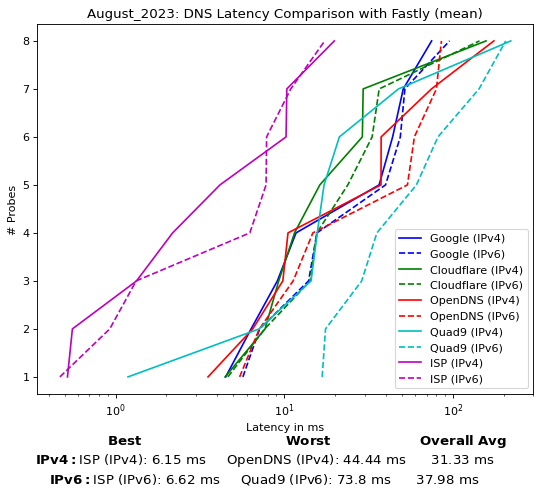 August_2023: DNS Latency Comparison with Fastly (mean)
8
7
6
5
4
3
2
1
# Probes
Google (IPv4)
Google (IPv6)
Cloudflare (IPv4)
Cloudflare (IPv6)
OpenDNS (IPv4)
OpenDNS (IPv6)
Quad9 (IPv4)
Quad9 (IPv6)
ISP (IPv4)
ISP (IPv6)
10⁰ 10¹ 10²
Latency in ms
Best Worst Overall Avg
IPv4: ISP (IPv4): 6.15 ms OpenDNS (IPv4): 44.44 ms 31.33 ms
IPv6: ISP (IPv6): 6.62 ms Quad9 (IPv6): 73.8 ms 37.98 ms